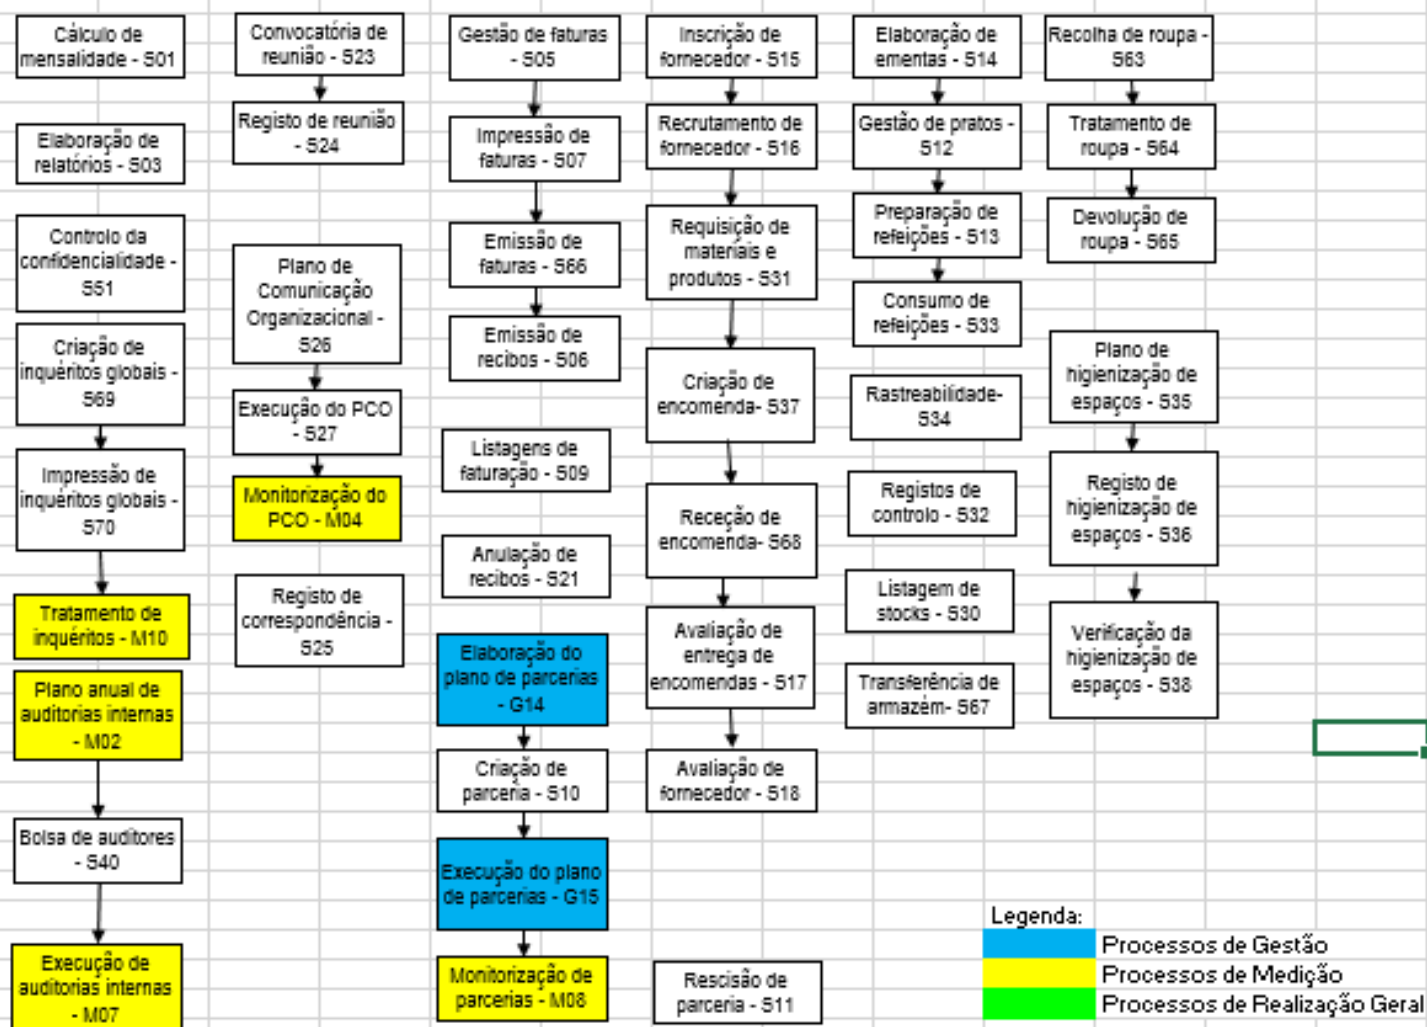 Cálculo de
mensalidade - S01
Elaboração de
relatórios - S03
Controlo da
confidencialidade -
S51
Criação de
inquéritos globais -
S69
Impressão de
inquéritos globais -
S70
Tratamento de
inquéritos - M10
Plano anual de
auditorias internas
- M02
Bolsa de auditores
- S40
Execução de
auditorias internas
- M07
Convocatória de
reunião - S23
Registo de reunião
- S24
Plano de
Comunicação
Organizacional -
S26
Execução do PCO
- S27
Monitorização do
PCO - M04
Registo de
correspondência -
S25
Gestão de faturas
- S05
Impressão de
faturas - S07
Emissão de
faturas - S66
Emissão de
recibos - S06
Listagens de
faturação - S09
Anulação de
recibos - S21
Elaboração do
plano de parcerias
- G14
Criação de
parceria - S10
Execução do plano
de parcerias - G15
Monitorização de
parcerias - M08
Inscrição de
fornecedor - S15
Recrutamento de
fornecedor - S16
Requisição de
materiais e
produtos - S31
Criação de
encomenda- S37
Receção de
encomenda- S68
Avaliação de
entrega de
encomendas - S17
Avaliação de
fornecedor - S18
Rescisão de
parceria - S11
Elaboração de
ementas - S14
Gestão de pratos -
S12
Preparação de
refeições - S13
Consumo de
refeições - S33
Rastreabilidade-
S34
Registos de
controlo - S32
Listagem de
stocks - S30
Transferência de
armazém- S67
Recolha de roupa -
S63
Tratamento de
roupa - S64
Devolução de
roupa - S65
Plano de
higienização de
espaços - S35
Registo de
higienização de
espaços - S36
Verificação da
higienização de
espaços - S38
Legenda:
Processos de Gestão
Processos de Medição
Processos de Realização Geral